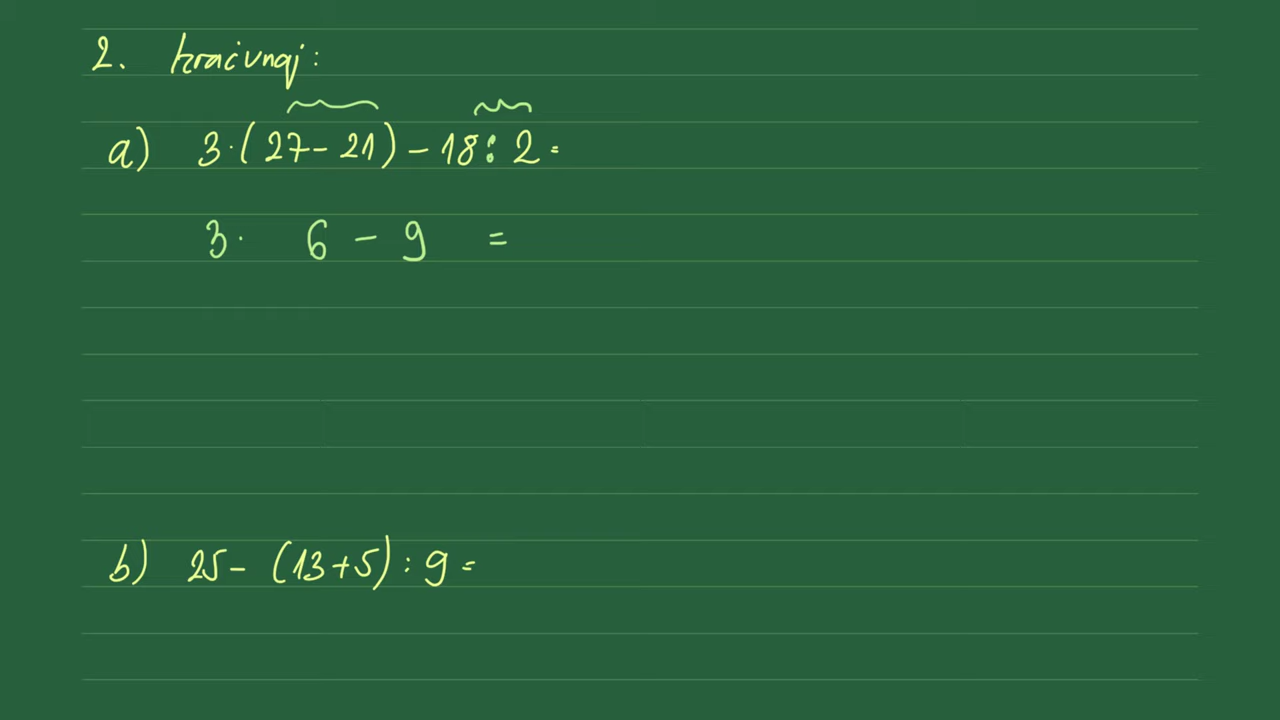 2. Izračunaj:
a) 3·(27-21)-18:2=
3· 6-9 =
b) 25-(13+5):9=